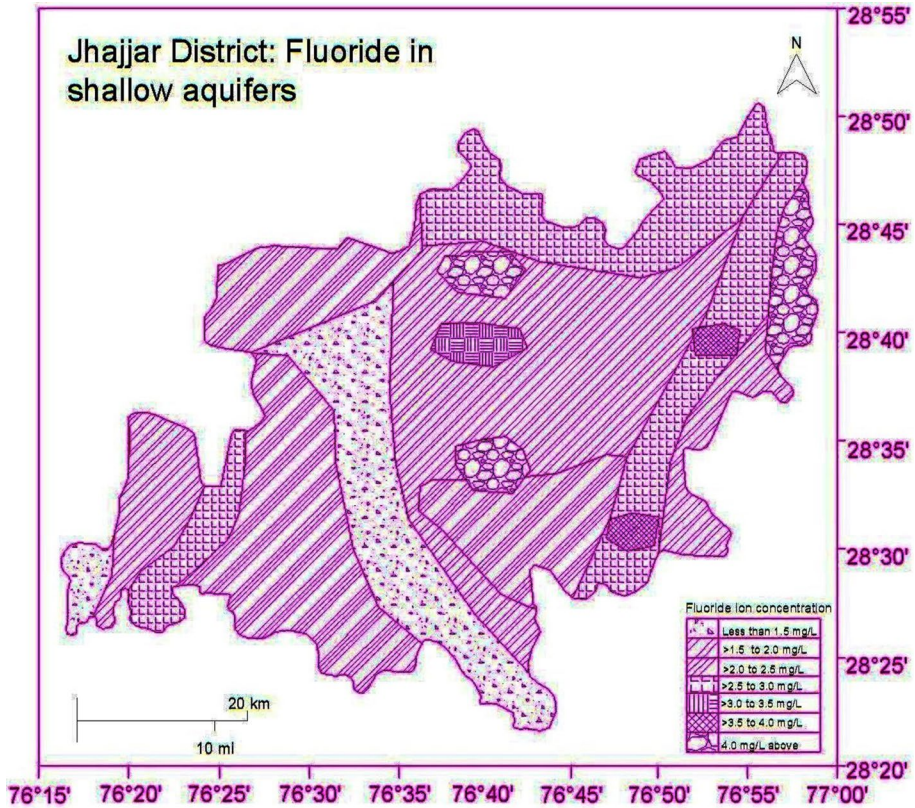 Jhajjar District: Fluoride in
shallow aquifers
N
28°55'
28°50'
28°45'
28°40'
28°35'
28°30'
28°25'
28°20'
Fluoride ion concentration
Less than 1.5 mg/L
>1.5 to 2.0 mg/L
>2.0 to 2.5 mg/L
>2.5 to 3.0 mg/L
>3.0 to 3.5 mg/L
>3.5 to 4.0 mg/L
4.0 mg/L above
20 km
10 mi
76°15' 76°20' 76°25' 76°30' 76°35' 76°40' 76°45' 76°50' 76°55' 77°00'